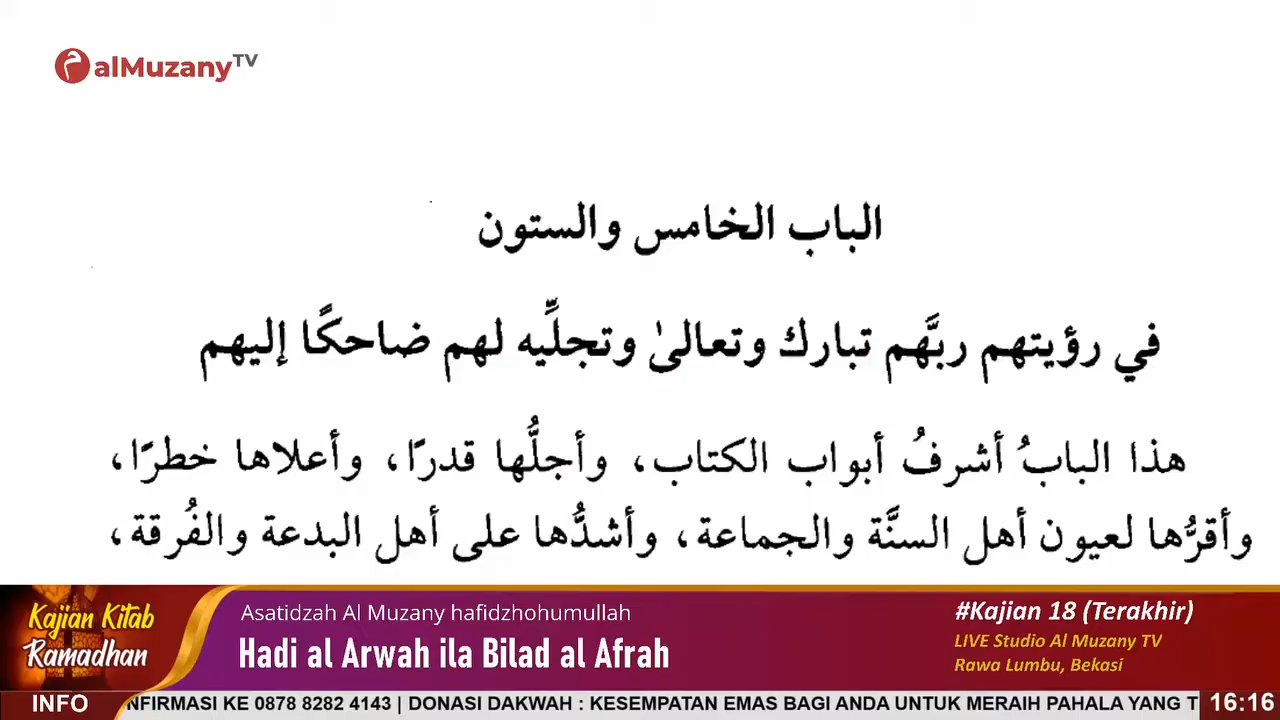 almuzanyTV
الباب الخامس والستون
في رؤيتهم ربَّهم تبارك وتعالىٰ وتجلِّيه لهم ضاحكًا إليهم
هذا البابُ أشرفُ أبواب الكتاب، وأجلُّها قدرًا، وأعلاها خطرًا،
وأقرُّها لعيون أهل السنَّة والجماعة، وأشدُّها على أهل البدعة والفُرقة،
Kajian Kitab
Ramadhan
Asatidzah Al Muzany hafidzhohumullah
Hadi al Arwah ila Bilad al Afrah
#Kajian 18 (Terakhir)
LIVE Studio Al Muzany TV
Rawa Lumbu, Bekasi
INFO
NFIRMASI KE 0878 8282 4143 | DONASI DAKWAH : KESEMPATAN EMAS BAGI ANDA UNTUK MERAIH PAHALA YANG T
16:16